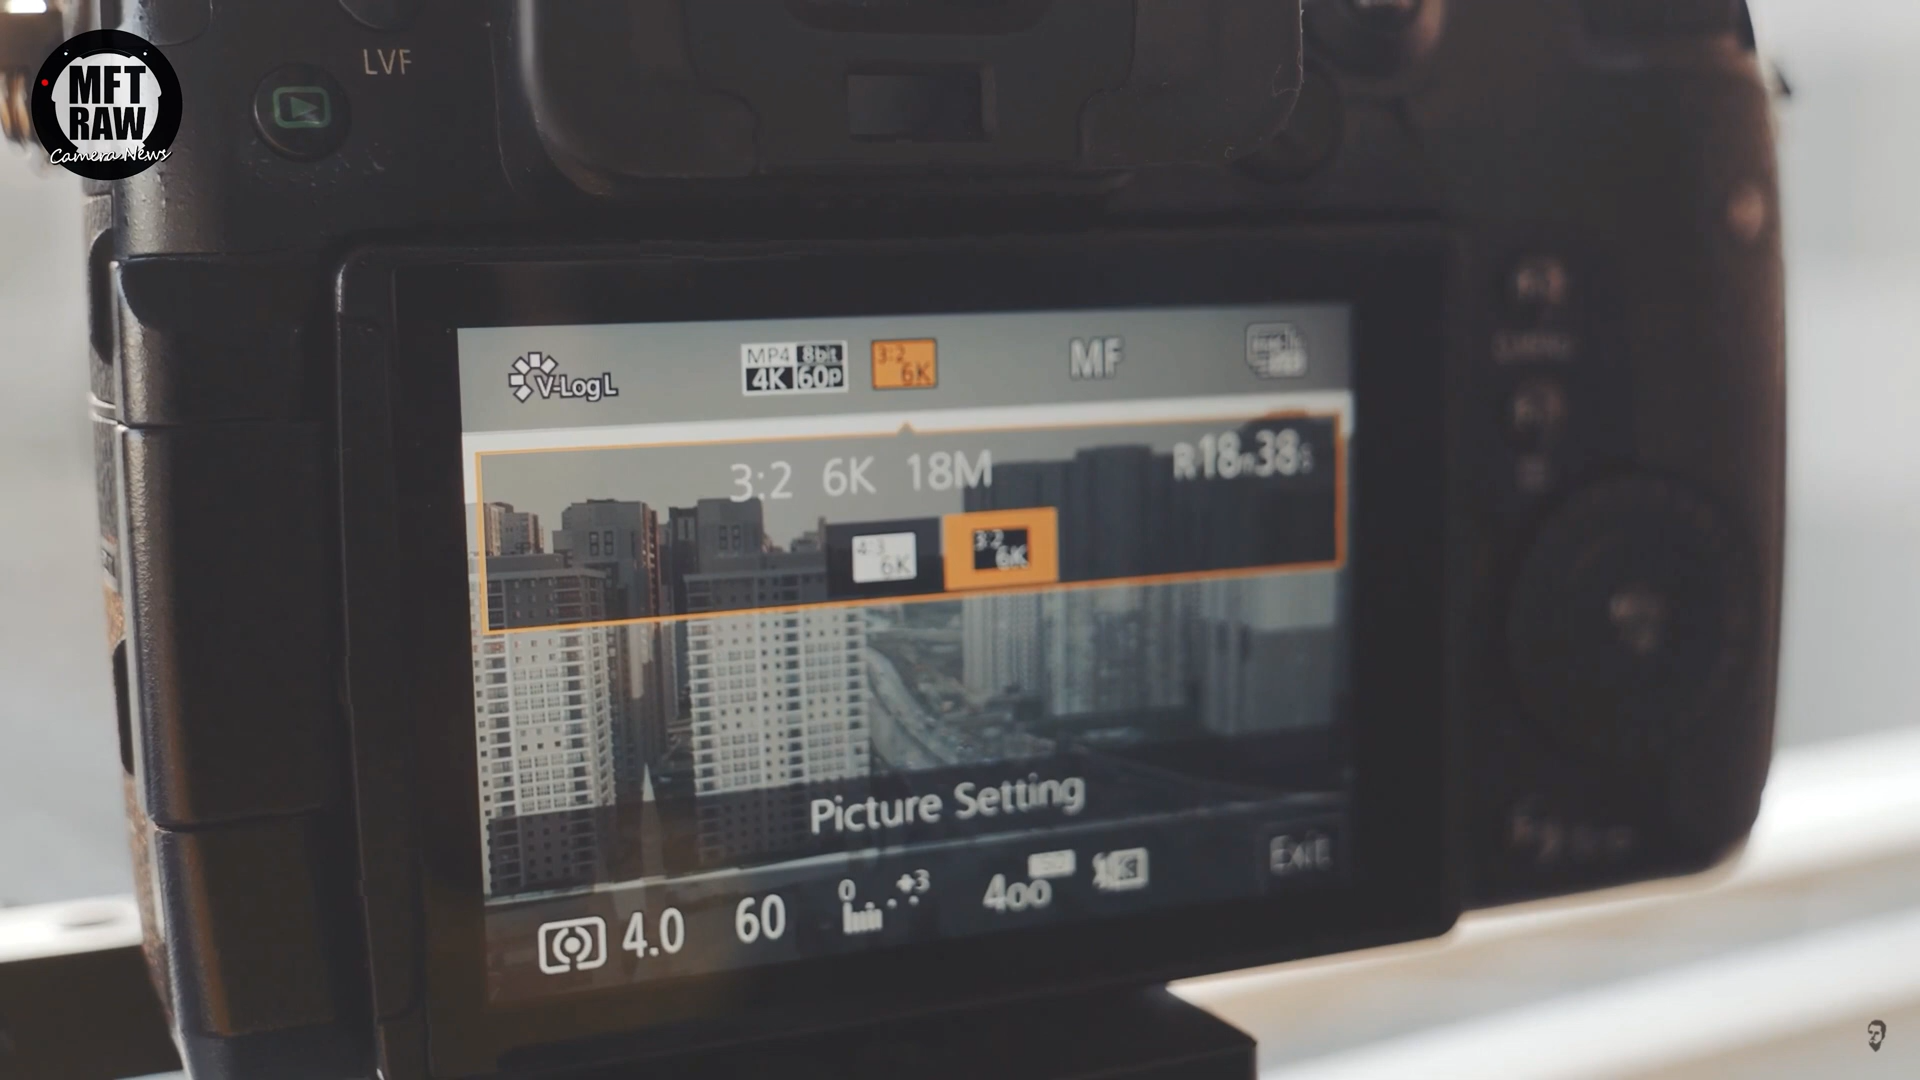 MFT
RAW
Camera News
LVF
V-Log L
MP4 8bit
4K 60p
3:2
6K
MF
3:2 6K 18M
R18m38s
4:3
6K
3:2
6K
Picture Setting
Exit
4.0
60
0
+3
400